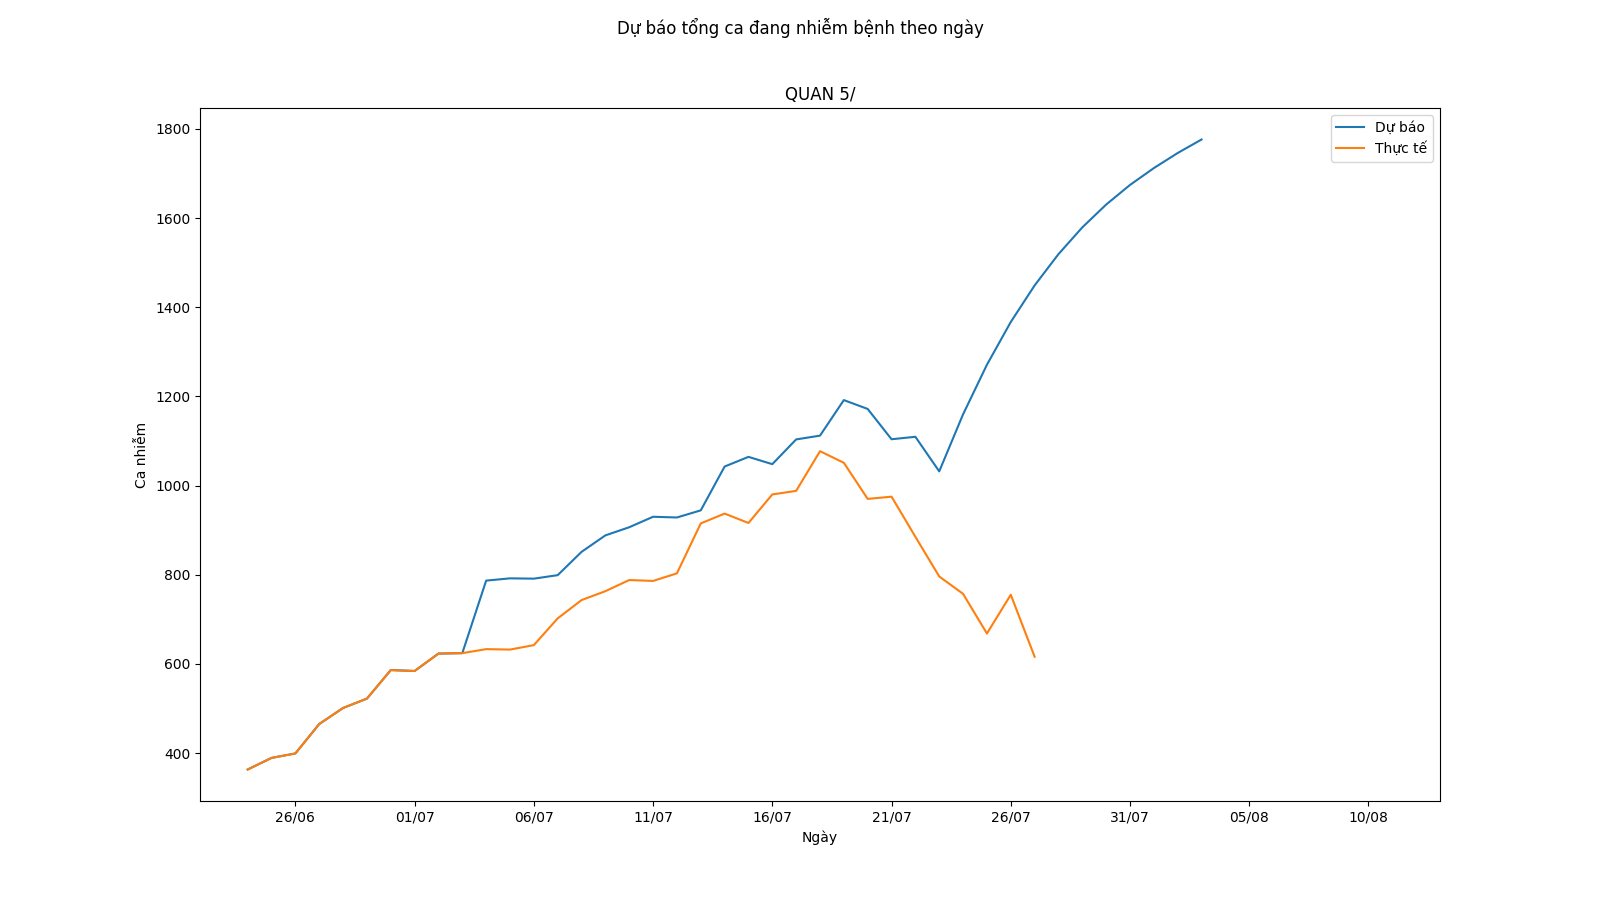 Dự báo tổng ca đang nhiễm bệnh theo ngày
QUAN 5/
Dự báo
Thực tế
1800
1600
1400
1200
1000
800
600
400
Ca nhiễm
26/06 01/07 06/07 11/07 16/07 21/07 26/07 31/07 05/08 10/08
Ngày